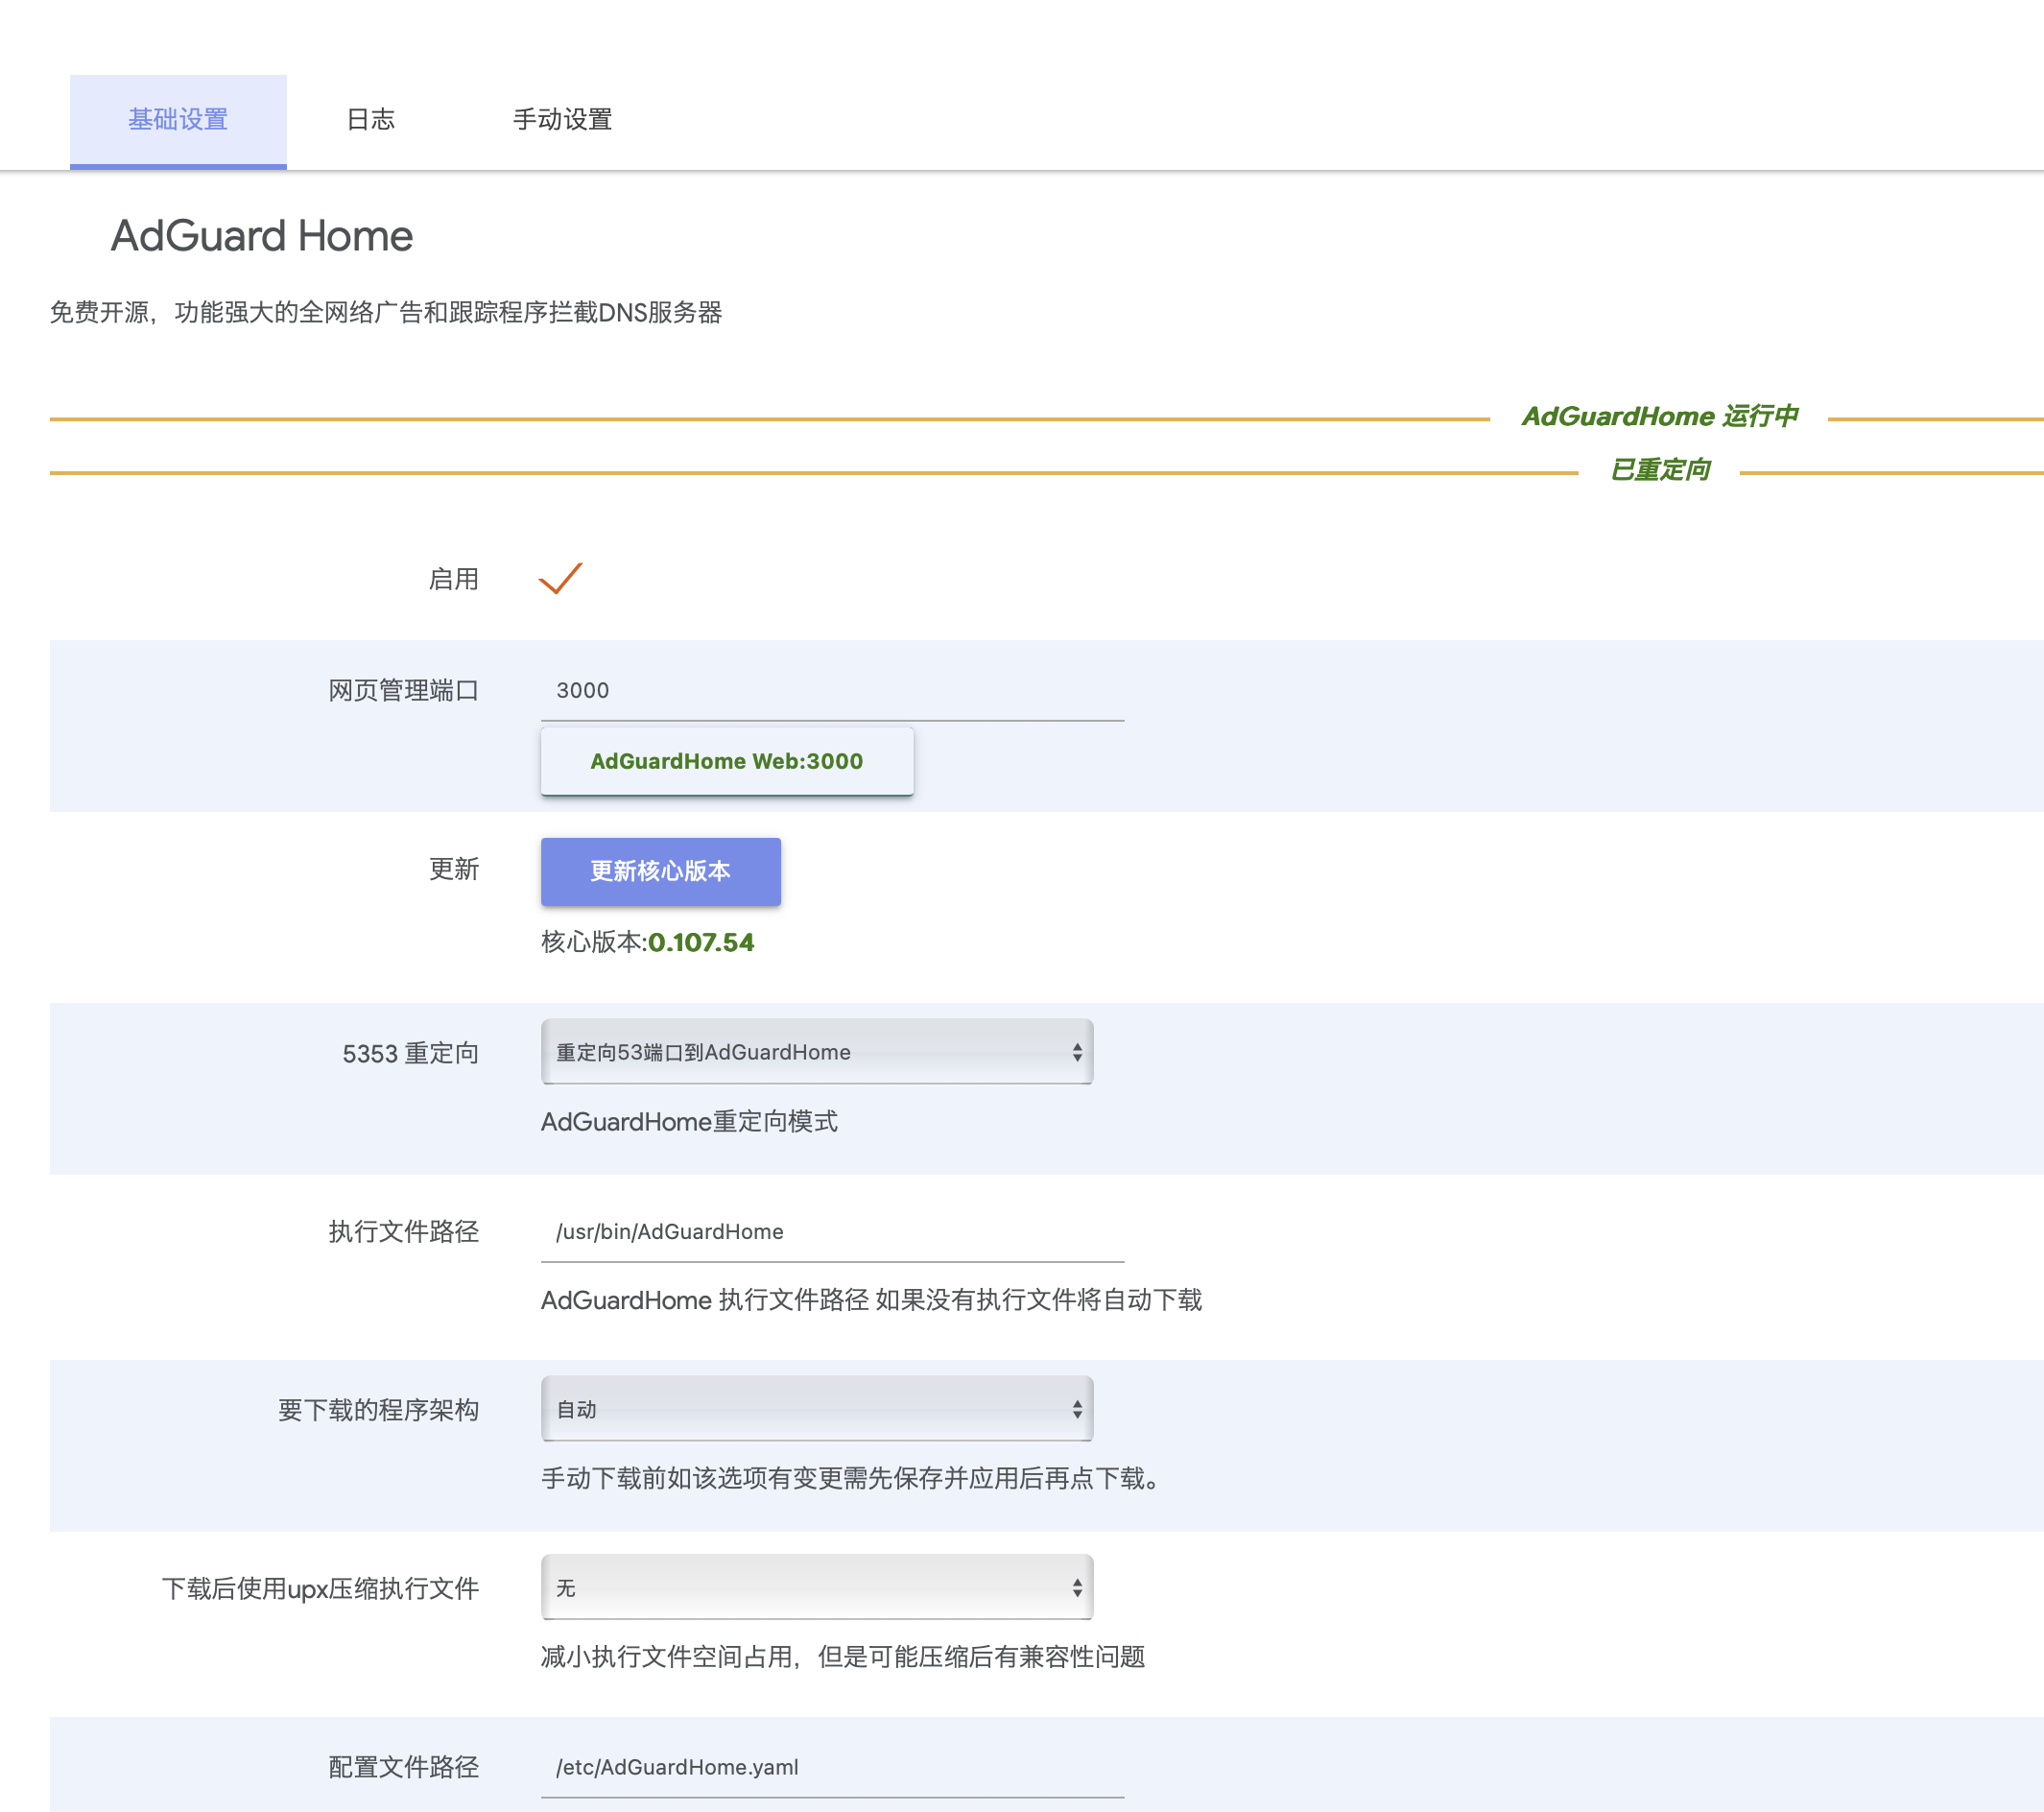 基础设置 日志 手动设置
AdGuard Home
免费开源，功能强大的全网络广告和跟踪程序拦截DNS服务器
AdGuardHome 运行中
已重定向
启用
网页管理端口 3000
AdGuardHome Web:3000
更新 更新核心版本
核心版本:0.107.54
5353 重定向 重定向53端口到AdGuardHome
AdGuardHome重定向模式
执行文件路径 /usr/bin/AdGuardHome
AdGuardHome 执行文件路径 如果没有执行文件将自动下载
要下载的程序架构 自动
手动下载前如该选项有变更需先保存并应用后再点下载。
下载后使用upx压缩执行文件 无
减小执行文件空间占用，但是可能压缩后有兼容性问题
配置文件路径 /etc/AdGuardHome.yaml